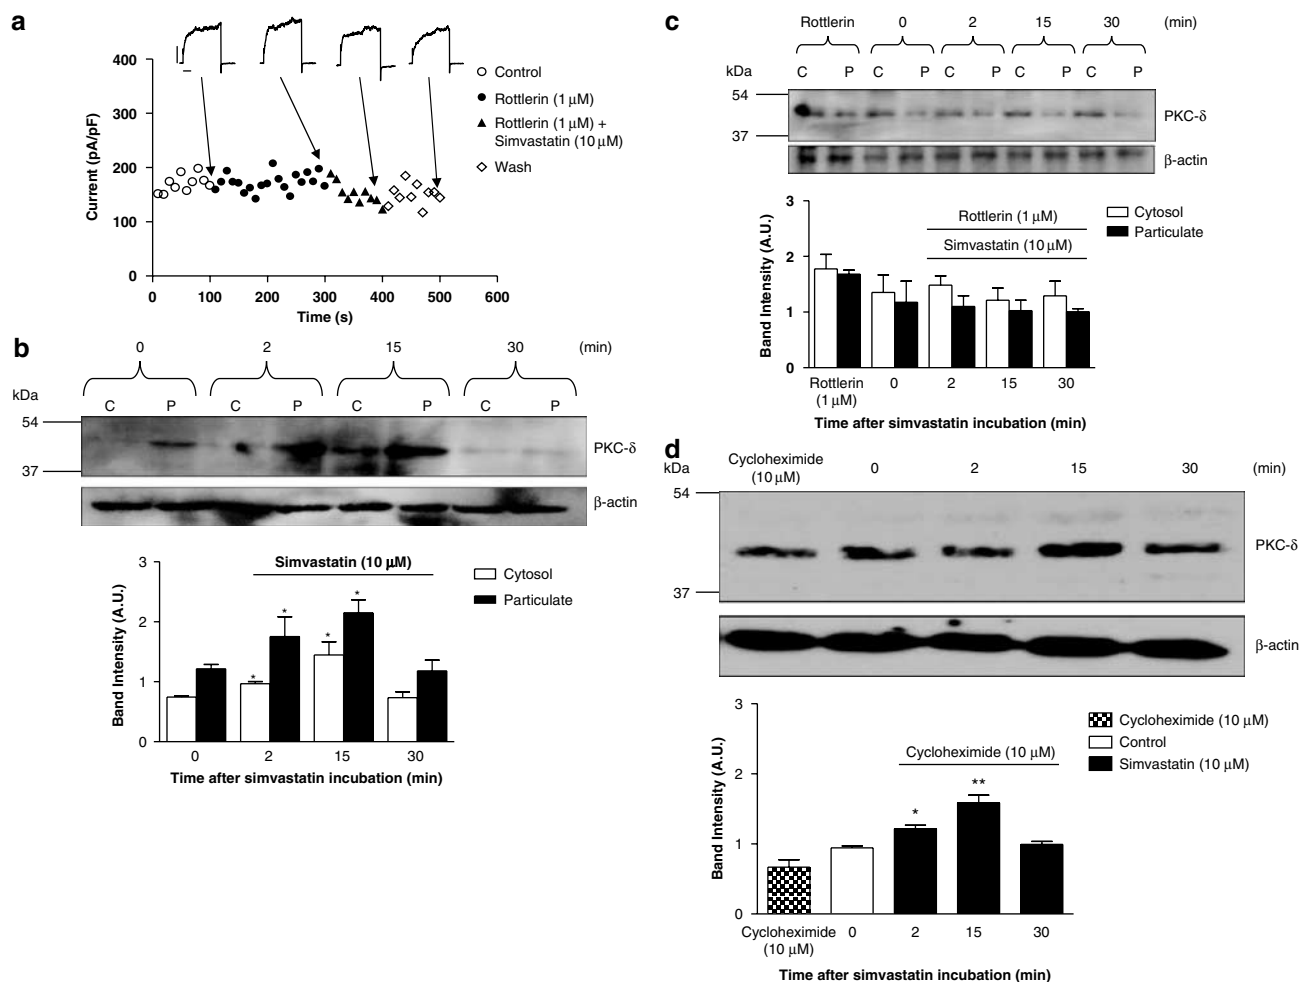 a
400
300
200
100
0
Current (pA/pF)
0 100 200 300 400 500 600
Time (s)
Control
Rottlerin (1 μM)
Rottlerin (1 μM) +
Simvastatin (10 μM)
Wash
b
0 2 15 30 (min)
kDa
C P C P C P C P
54
37
PKC-δ
β-actin
Simvastatin (10 μM)
Cytosol
Particulate
3
2
1
0
Band Intensity (A.U.)
* * * *
0 2 15 30
Time after simvastatin incubation (min)
c
Rottlerin 0 2 15 30 (min)
kDa
C P C P C P C P C P
54
37
PKC-δ
β-actin
Rottlerin (1 μM)
Simvastatin (10 μM)
Cytosol
Particulate
3
2
1
0
Band Intensity (A.U.)
Rottlerin
(1 μM)
0 2 15 30
Time after simvastatin incubation (min)
d
kDa
Cycloheximide
(10 μM)
0 2 15 30 (min)
54
37
PKC-δ
β-actin
Cycloheximide (10 μM)
Cycloheximide (10 μM)
Control
Simvastatin (10 μM)
3
2
1
0
Band Intensity (A.U.)
* **
Cycloheximide
(10 μM)
0 2 15 30
Time after simvastatin incubation (min)